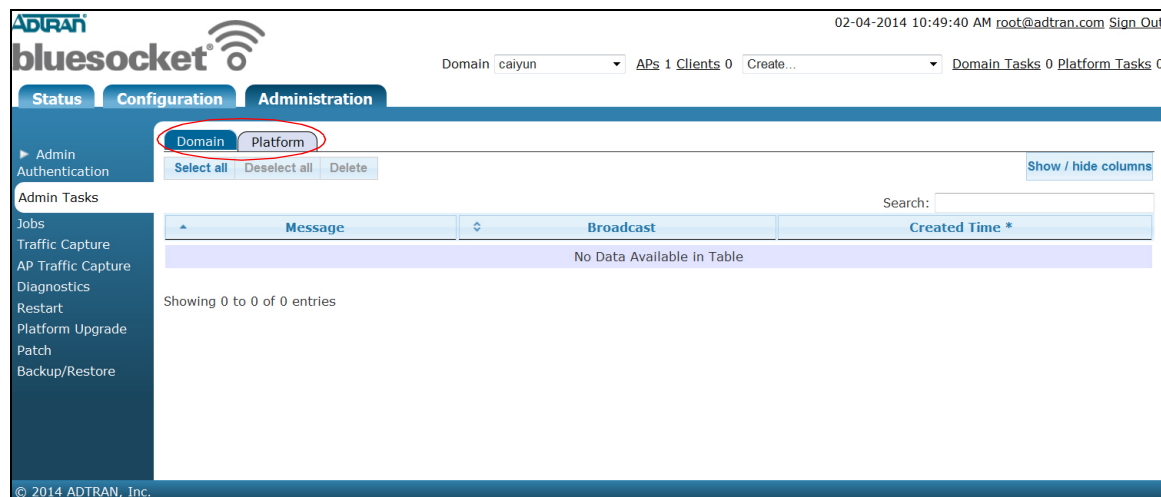 ADTRAN
bluesocket
02-04-2014 10:49:40 AM root@adtran.com Sign Out
Domain caiyun APs 1 Clients 0 Create... Domain Tasks 0 Platform Tasks 0
Status Configuration Administration
Domain Platform
Select all Deselect all Delete
Show / hide columns
Admin
Authentication
Admin Tasks
Jobs
Traffic Capture
AP Traffic Capture
Diagnostics
Restart
Platform Upgrade
Patch
Backup/Restore
Search:
Message Broadcast Created Time *
No Data Available in Table
Showing 0 to 0 of 0 entries
© 2014 ADTRAN, Inc.